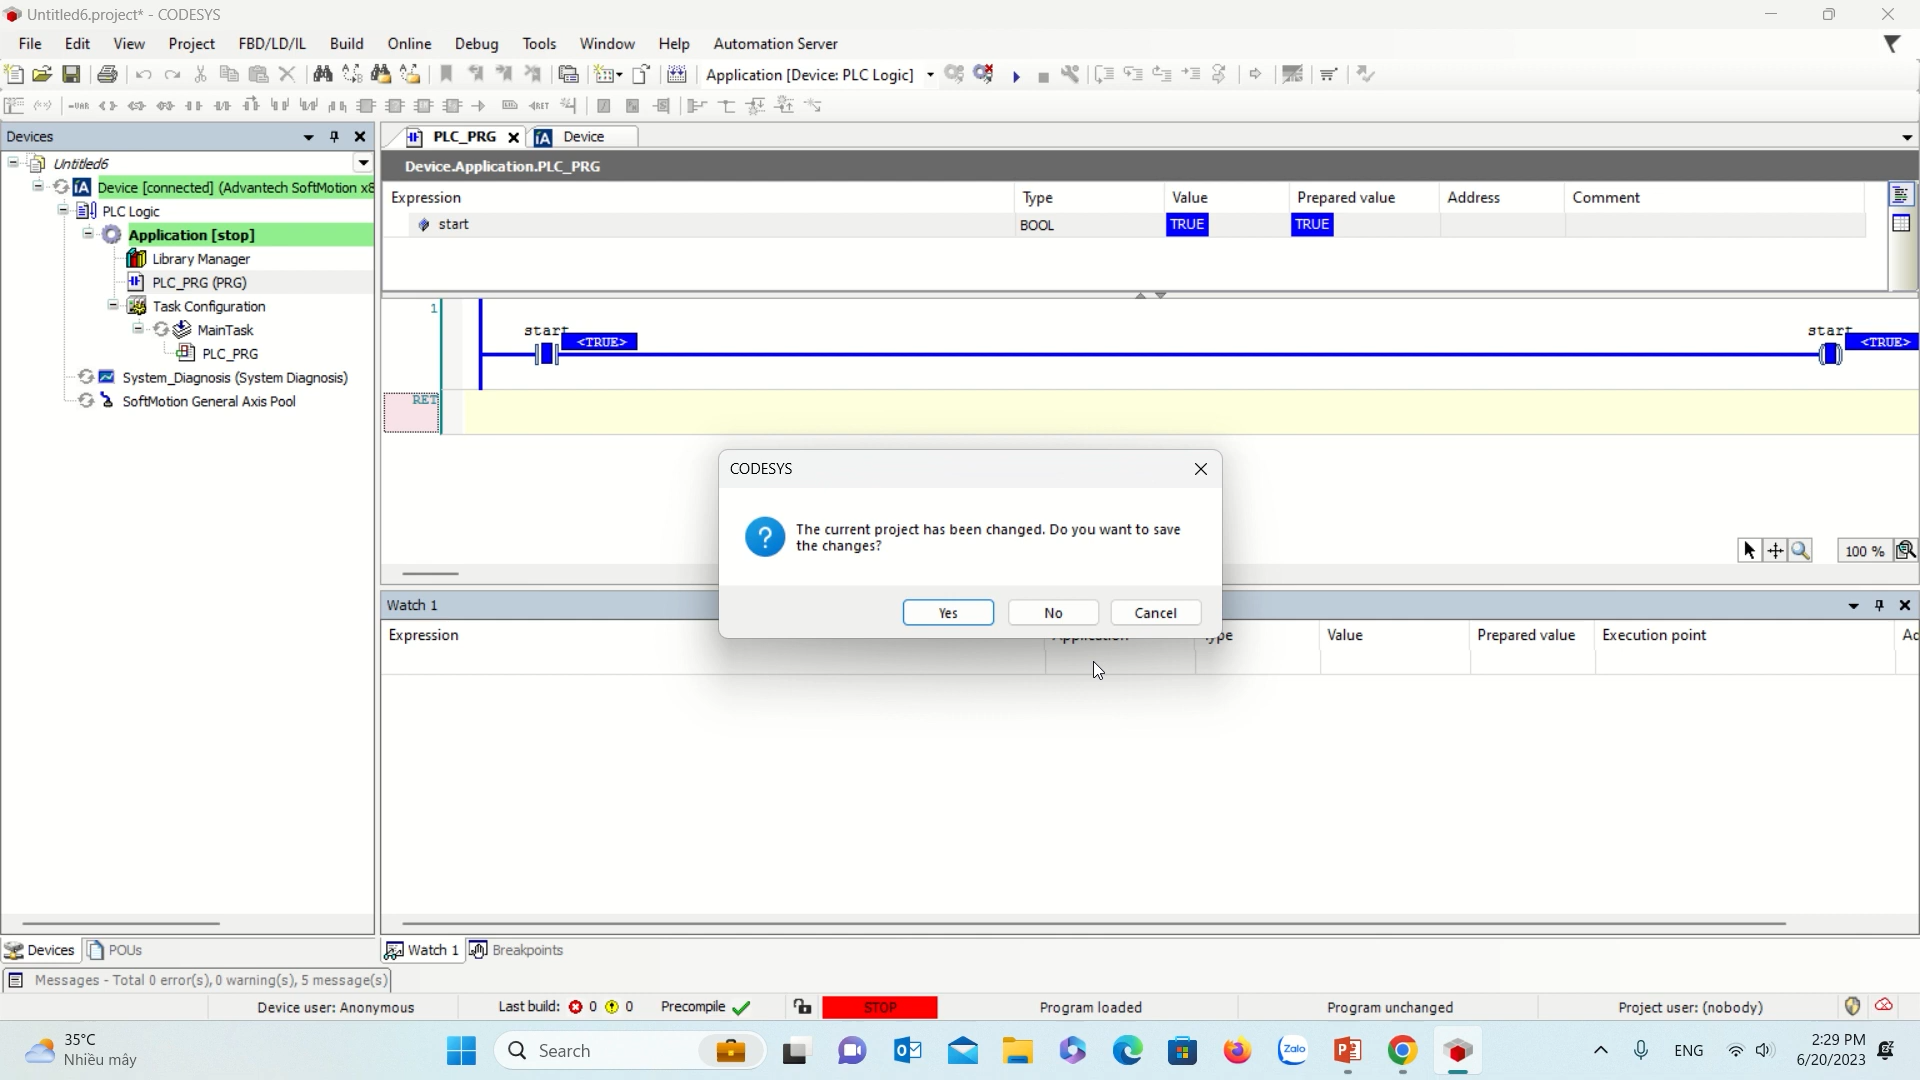 Untitled6.project* - CODESYS
File Edit View Project FBD/LD/IL Build Online Debug Tools Window Help Automation Server
Application [Device: PLC Logic]
Devices
PLC_PRG Device
Untitled6
Device [connected] (Advantech SoftMotion x8
PLC Logic
Application [stop]
Library Manager
PLC_PRG (PRG)
Task Configuration
MainTask
PLC_PRG
System_Diagnosis (System Diagnosis)
SoftMotion General Axis Pool
Device.Application.PLC_PRG
Expression Type Value Prepared value Address Comment
start BOOL TRUE TRUE
1
start start
<TRUE> <TRUE>
RET
100 %
CODESYS
The current project has been changed. Do you want to save
the changes?
Yes No Cancel
Watch 1
Expression Application Type Value Prepared value Execution point Ad
Devices POUs
Watch 1 Breakpoints
Messages - Total 0 error(s), 0 warning(s), 5 message(s)
Device user: Anonymous Last build: 0 0 Precompile STOP Program loaded Program unchanged Project user: (nobody)
35°C
Nhiều mây
Search
Zalo
ENG
2:29 PM
6/20/2023